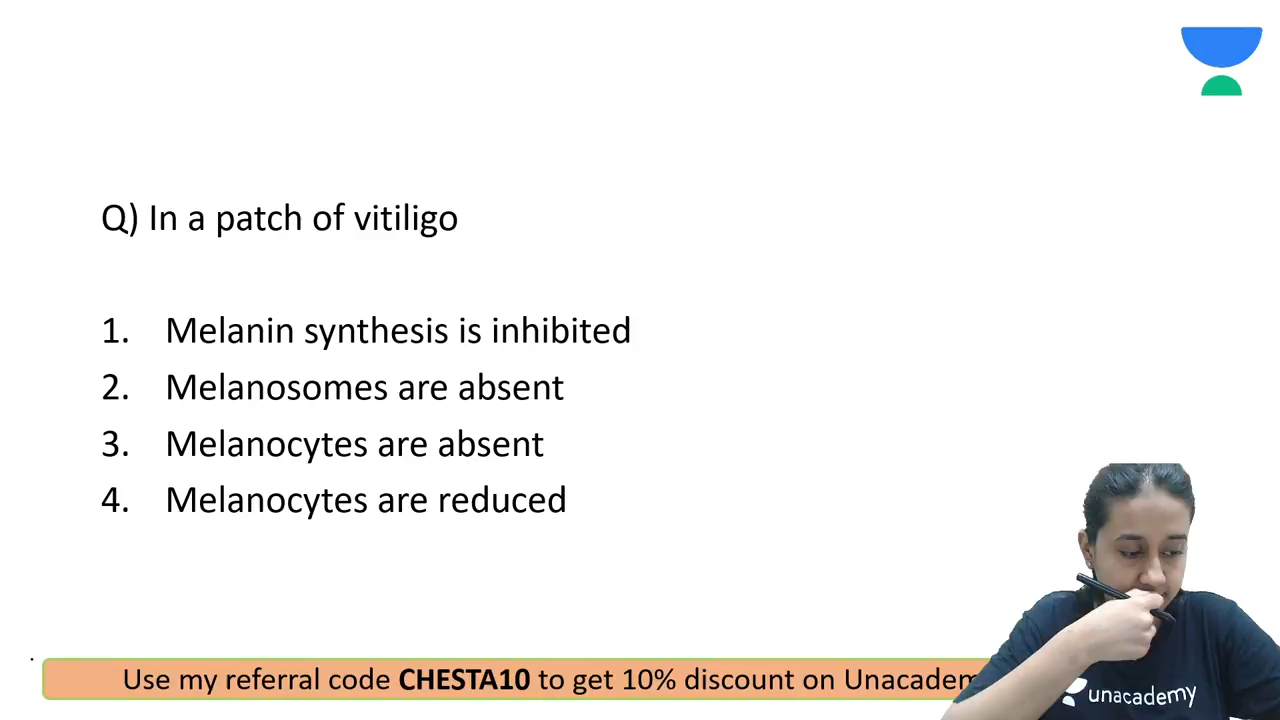 Q) In a patch of vitiligo
1. Melanin synthesis is inhibited
2. Melanosomes are absent
3. Melanocytes are absent
4. Melanocytes are reduced
.
Use my referral code CHESTA10 to get 10% discount on
unacademy